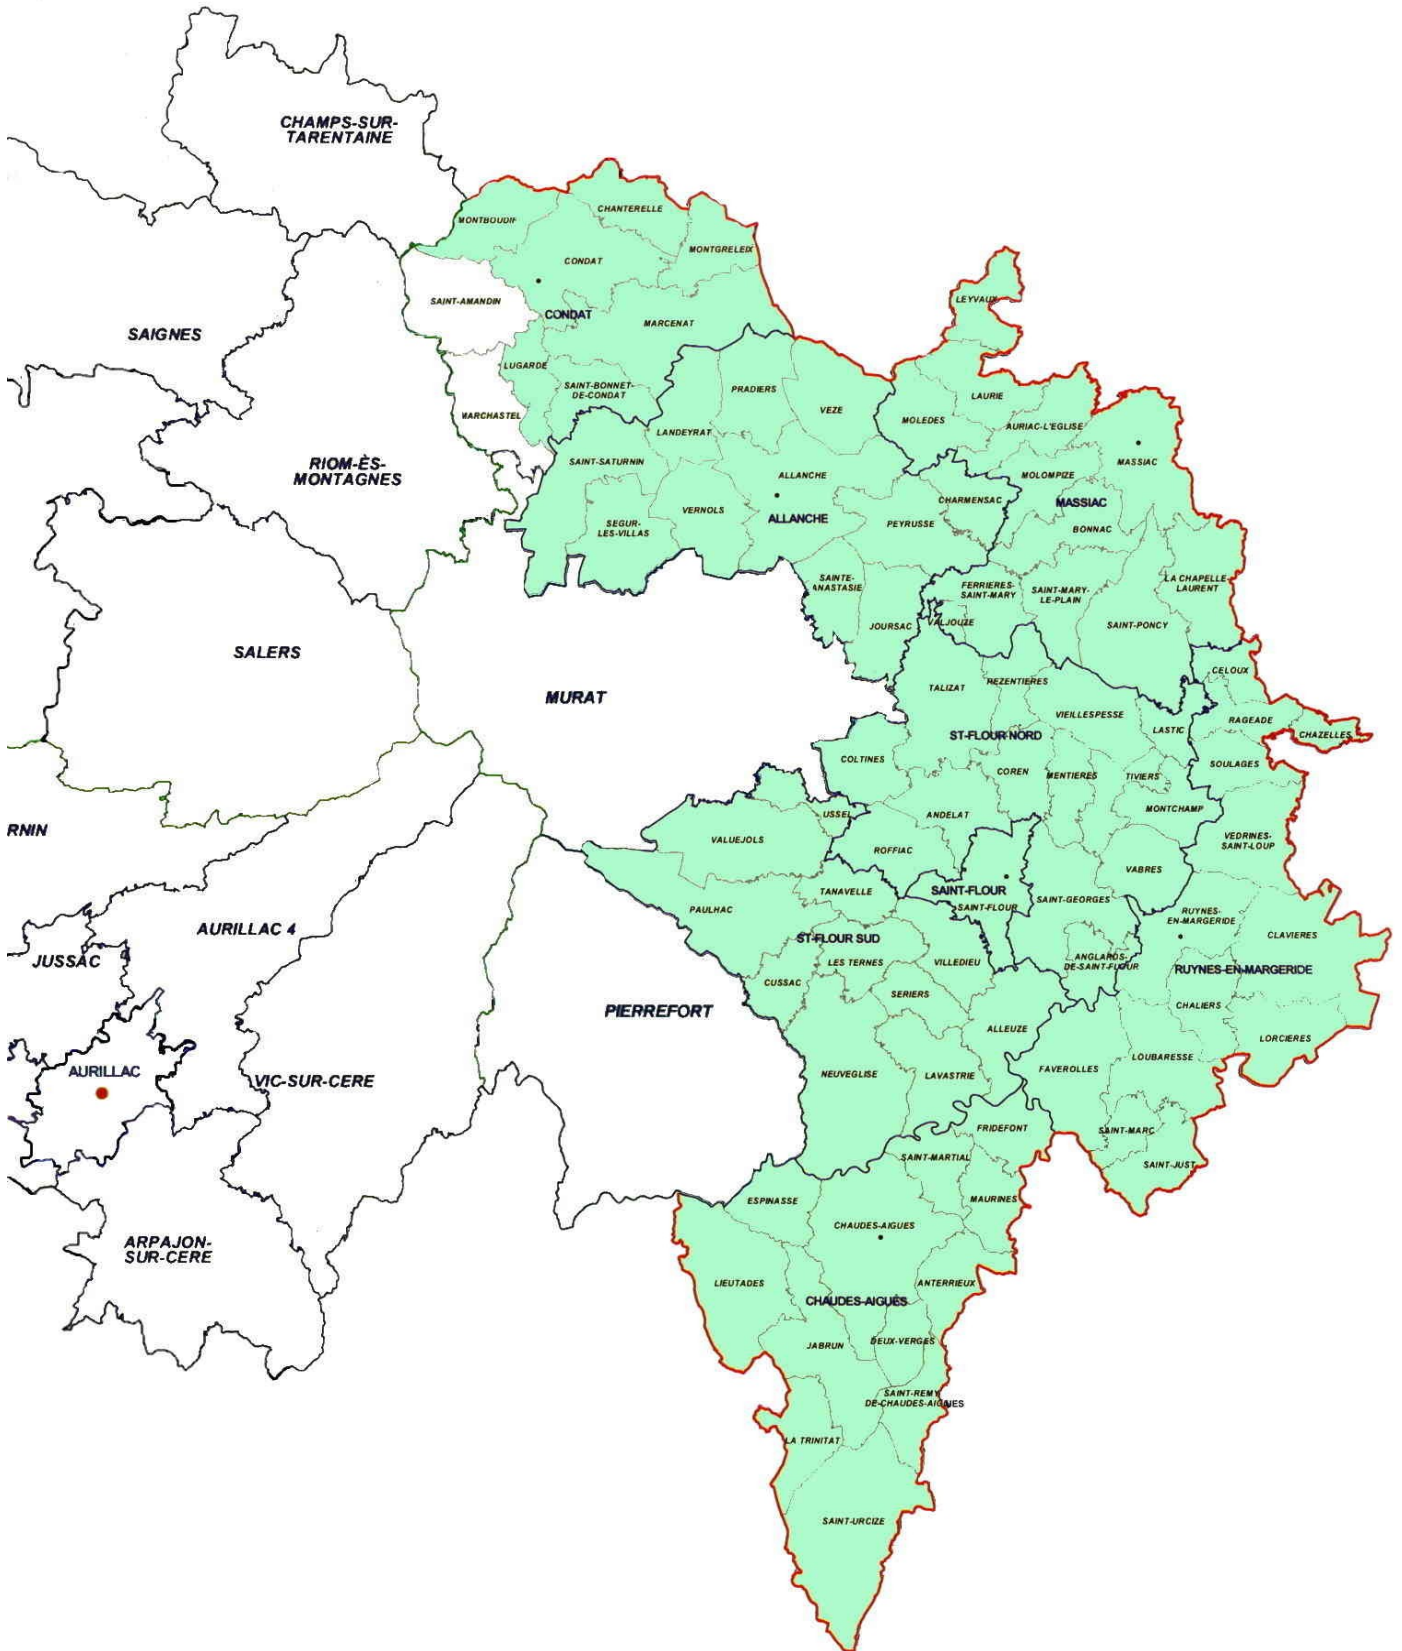 CHAMPS-SUR-
TARENTAINE
MONTBOUDIF
CHANTERELLE
MONTGRELEIX
CONDAT
SAINT-AMANDIN
LEYVAUX
CONDAT
MARCENAT
SAIGNES
LUGARDE
SAINT-BONNET-
DE-CONDAT
PRADIERS
VEZE
LAURIE
MARCHASTEL
MOLEDES
AURIAC-L'EGLISE
LANDEYRAT
MASSIAC
RIOM-ÈS-
MONTAGNES
SAINT-SATURNIN
ALLANCHE
MOLOMPIZE
CHARMENSAC
MASSIAC
SEGUR-
LES-VILLAS
VERNOLS
ALLANCHE
PEYRUSSE
BONNAC
SAINTE-
ANASTASIE
FERRIERES-
SAINT-MARY
SAINT-MARY-
LE-PLAIN
LA CHAPELLE-
LAURENT
JOURSAC
VALJOUZE
SAINT-PONCY
SALERS
MURAT
TALIZAT
REZENTIERES
CELOUX
VIEILLESPESSE
LASTIC
RAGEADE
CHAZELLES
ST-FLOUR NORD
COLTINES
COREN
MENTIERES
TIVIERS
SOULAGES
MONTCHAMP
RNIN
USSEL
ANDELAT
VALUEJOLS
ROFFIAC
VEDRINES-
SAINT-LOUP
VABRES
TANAVELLE
SAINT-FLOUR
SAINT-GEORGES
PAULHAC
SAINT-FLOUR
RUYNES-
EN-MARGERIDE
AURILLAC 4
ST-FLOUR SUD
CLAVIERES
JUSSAC
LES TERNES
VILLEDIEU
ANGLARDS-
DE-SAINT-FLOUR
RUYNES-EN-MARGERIDE
CUSSAC
SERIERS
PIERREFORT
CHALIERS
ALLEUZE
LORCIERES
AURILLAC
VIC-SUR-CERE
NEUVEGLISE
LAVASTRIE
FAVEROLLES
LOUBARESSE
FRIDEFONT
SAINT-MARC
SAINT-MARTIAL
SAINT-JUST
ESPINASSE
MAURINES
CHAUDES-AIGUES
ARPAJON-
SUR-CERE
LIEUTADES
ANTERRIEUX
CHAUDES-AIGUËS
JABRUN
DEUX-VERGES
SAINT-REMY
DE-CHAUDES-AIGUES
LA TRINITAT
SAINT-URCIZE